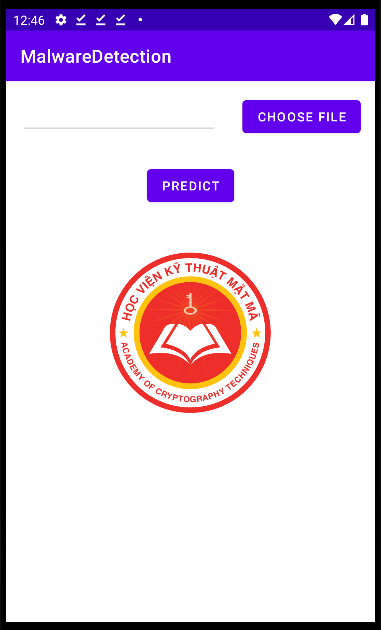 12:46
MalwareDetection
CHOOSE FILE
PREDICT
HỌC VIỆN KỸ THUẬT MẬT MÃ
ACADEMY OF CRYPTOGRAPHY TECHNIQUES